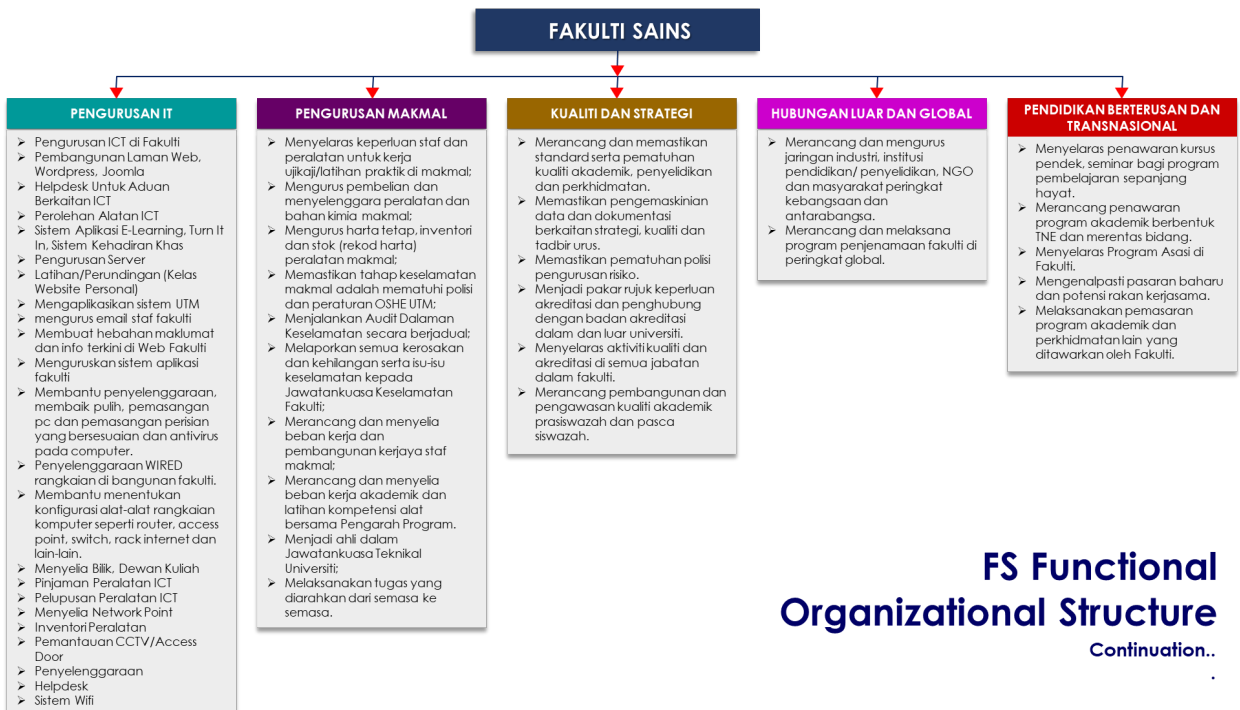 FAKULTI SAINS
PENGURUSAN IT
➢ Pengurusan ICT di Fakulti
➢ Pembangunan Laman Web,
Wordpress, Joomla
➢ Helpdesk Untuk Aduan
Berkaitan ICT
➢ Perolehan Alatan ICT
➢ Sistem Aplikasi E-Learning, Turn It
In, Sistem Kehadiran Khas
➢ Pengurusan Server
➢ Latihan/Perundingan (Kelas
Website Personal)
➢ Mengaplikasikan sistem UTM
➢ mengurus email staf fakulti
➢ Membuat hebahan maklumat
dan info terkini di Web Fakulti
➢ Menguruskan sistem aplikasi
fakulti
➢ Membantu penyelenggaraan,
membaik pulih, pemasangan
pc dan pemasangan perisian
yang bersesuaian dan antivirus
pada computer.
➢ Penyelenggaraan WIRED
rangkaian di bangunan fakulti.
➢ Membantu menentukan
konfigurasi alat-alat rangkaian
komputer seperti router, access
point, switch, rack internet dan
lain-lain.
➢ Menyelia Bilik, Dewan Kuliah
➢ Pinjaman Peralatan ICT
➢ Pelupusan Peralatan ICT
➢ Menyelia Network Point
➢ Inventori Peralatan
➢ Pemantauan CCTV/Access
Door
➢ Penyelenggaraan
➢ Helpdesk
➢ Sistem Wifi
PENGURUSAN MAKMAL
➢ Menyelaras keperluan staf dan
peralatan untuk kerja
ujikaji/latihan praktik di makmal;
➢ Mengurus pembelian dan
menyelenggara peralatan dan
bahan kimia makmal;
➢ Mengurus harta tetap, inventori
dan stok (rekod harta)
peralatan makmal;
➢ Memastikan tahap keselamatan
makmal adalah mematuhi polisi
dan peraturan OSHE UTM;
➢ Menjalankan Audit Dalaman
Keselamatan secara berjadual;
➢ Melaporkan semua kerosakan
dan kehilangan serta isu-isu
keselamatan kepada
Jawatankuasa Keselamatan
Fakulti;
➢ Merancang dan menyelia
beban kerja dan
pembangunan kerjaya staf
makmal;
➢ Merancang dan menyelia
beban kerja akademik dan
latihan kompetensi alat
bersama Pengarah Program.
➢ Menjadi ahli dalam
Jawatankuasa Teknikal
Universiti;
➢ Melaksanakan tugas yang
diarahkan dari semasa ke
semasa.
KUALITI DAN STRATEGI
➢ Merancang dan memastikan
standard serta pematuhan
kualiti akademik, penyelidikan
dan perkhidmatan.
➢ Memastikan pengemaskinian
data dan dokumentasi
berkaitan strategi, kualiti dan
tadbir urus.
➢ Memastikan pematuhan polisi
pengurusan risiko.
➢ Menjadi pakar rujuk keperluan
akreditasi dan penghubung
dengan badan akreditasi
dalam dan luar universiti.
➢ Menyelaras aktiviti kualiti dan
akreditasi di semua jabatan
dalam fakulti.
➢ Merancang pembangunan dan
pengawasan kualiti akademik
prasiswazah dan pasca
siswazah.
HUBUNGAN LUAR DAN GLOBAL
➢ Merancang dan mengurus
jaringan industri, institusi
pendidikan/ penyelidikan, NGO
dan masyarakat peringkat
kebangsaan dan
antarabangsa.
➢ Merancang dan melaksana
program penjenamaan fakulti di
peringkat global.
PENDIDIKAN BERTERUSAN DAN
TRANSNASIONAL
➢ Menyelaras penawaran kursus
pendek, seminar bagi program
pembelajaran sepanjang
hayat.
➢ Merancang penawaran
program akademik berbentuk
TNE dan merentas bidang.
➢ Menyelaras Program Asasi di
Fakulti.
➢ Mengenalpasti pasaran baharu
dan potensi rakan kerjasama.
➢ Melaksanakan pemasaran
program akademik dan
perkhidmatan lain yang
ditawarkan oleh Fakulti.
FS Functional
Organizational Structure
Continuation..
.